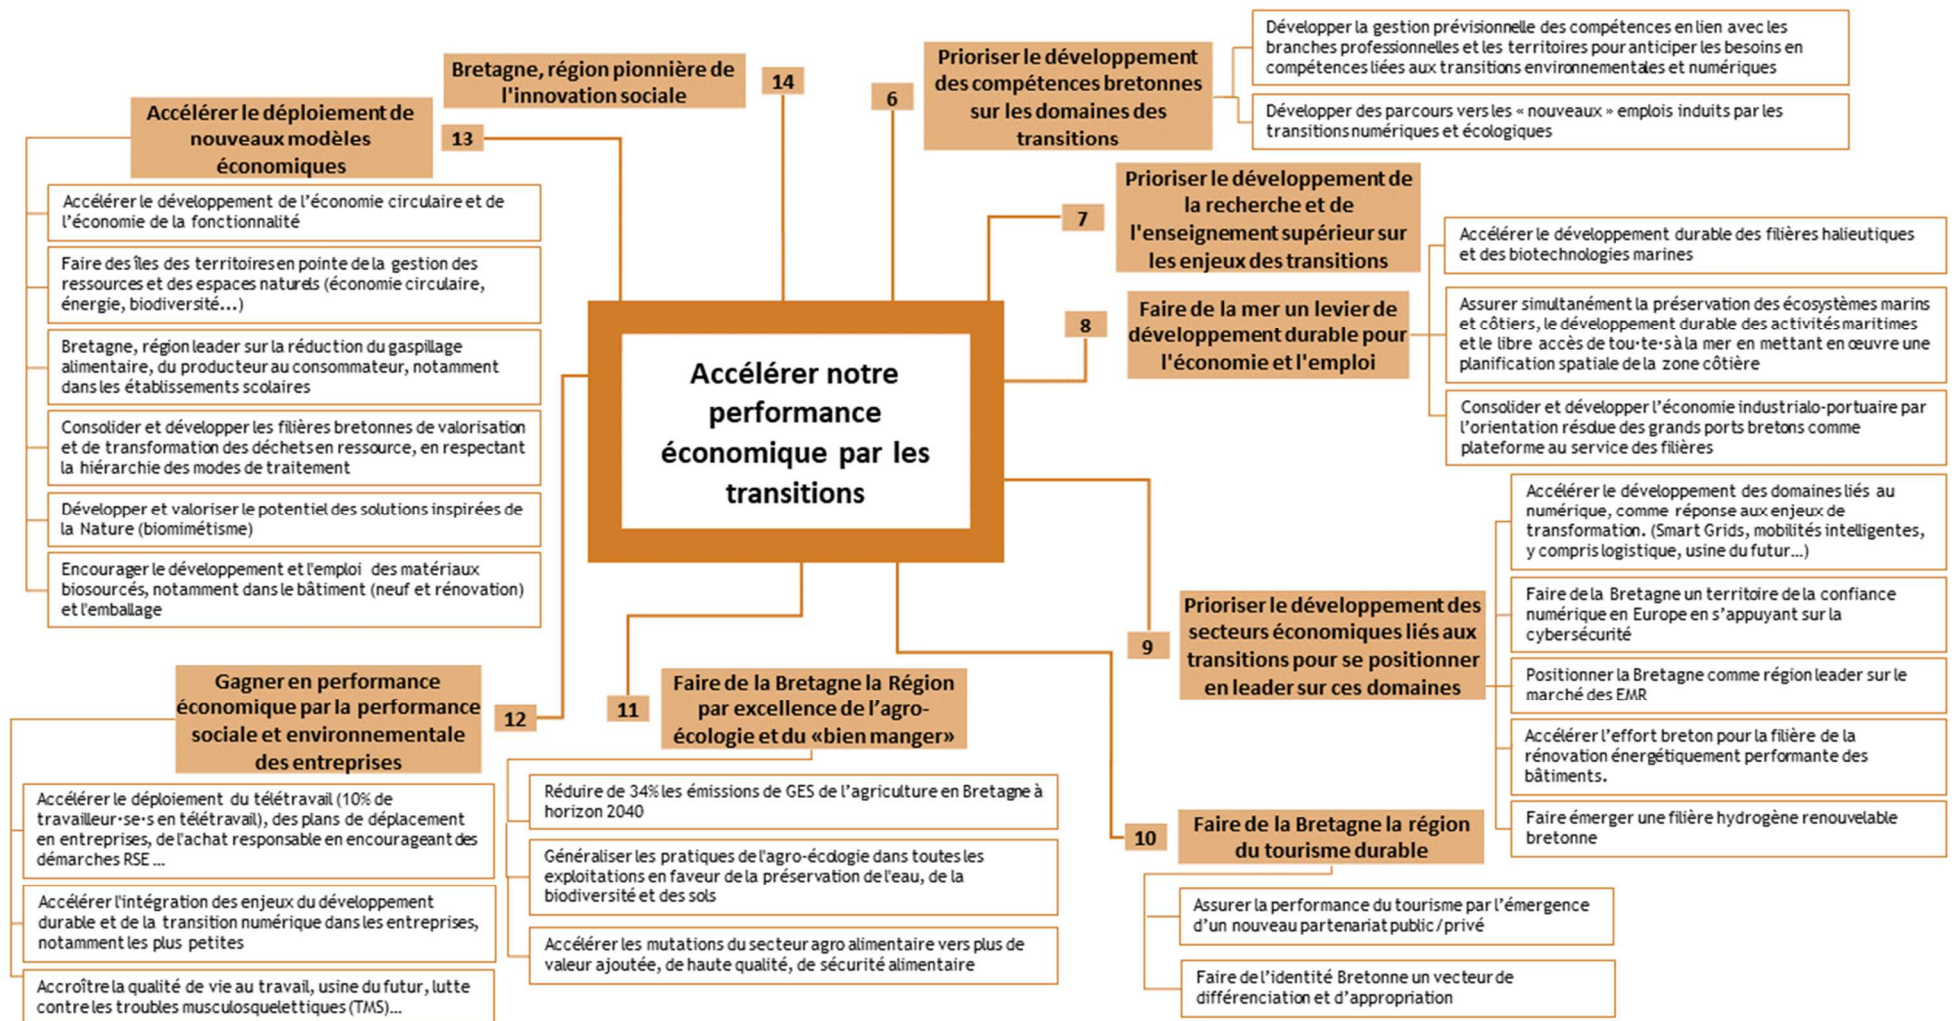 Accélérer notre
performance
économique par les
transitions
6
Prioriser le développement
des compétences bretonnes
sur les domaines des
transitions
Développer la gestion prévisionnelle des compétences en lien avec les
branches professionnelles et les territoires pour anticiper les besoins en
compétences liées aux transitions environnementales et numériques
Développer des parcours vers les « nouveaux » emplois induits par les
transitions numériques et écologiques
7
Prioriser le développement de
la recherche et de
l'enseignement supérieur sur
les enjeux des transitions
8
Faire de la mer un levier de
développement durable pour
l'économie et l'emploi
Accélérer le développement durable des filières halieutiques
et des biotechnologies marines
Assurer simultanément la préservation des écosystèmes marins
et côtiers, le développement durable des activités maritimes
et le libre accès de tou·te·s à la mer en mettant en œuvre une
planification spatiale de la zone côtière
Consolider et développer l’économie industrialo-portuaire par
l’orientation résolue des grands ports bretons comme
plateforme au service des filières
9
Prioriser le développement des
secteurs économiques liés aux
transitions pour se positionner
en leader sur ces domaines
Accélérer le développement des domaines liés au
numérique, comme réponse aux enjeux de
transformation. (Smart Grids, mobilités intelligentes,
y compris logistique, usine du futur…)
Faire de la Bretagne un territoire de la confiance
numérique en Europe en s’appuyant sur la
cybersécurité
Positionner la Bretagne comme région leader sur le
marché des EMR
Accélérer l’effort breton pour la filière de la
rénovation énergétiquement performante des
bâtiments.
Faire émerger une filière hydrogène renouvelable
bretonne
10
Faire de la Bretagne la région
du tourisme durable
Assurer la performance du tourisme par l’émergence
d’un nouveau partenariat public/privé
Faire de l’identité Bretonne un vecteur de
différenciation et d’appropriation
11
Faire de la Bretagne la Région
par excellence de l’agro-
écologie et du «bien manger»
Réduire de 34% les émissions de GES de l’agriculture en Bretagne à
horizon 2040
Généraliser les pratiques de l'agro-écologie dans toutes les
exploitations en faveur de la préservation de l'eau, de la
biodiversité et des sols
Accélérer les mutations du secteur agro alimentaire vers plus de
valeur ajoutée, de haute qualité, de sécurité alimentaire
12
Gagner en performance
économique par la performance
sociale et environnementale
des entreprises
Accélérer le déploiement du télétravail (10% de
travailleur·se·s en télétravail), des plans de déplacement
en entreprises, de l'achat responsable en encourageant des
démarches RSE …
Accélérer l'intégration des enjeux du développement
durable et de la transition numérique dans les entreprises,
notamment les plus petites
Accroître la qualité de vie au travail, usine du futur, lutte
contre les troubles musculosquelettiques (TMS)…
13
Accélérer le déploiement de
nouveaux modèles
économiques
Accélérer le développement de l’économie circulaire et de
l’économie de la fonctionnalité
Faire des îles des territoires en pointe de la gestion des
ressources et des espaces naturels (économie circulaire,
énergie, biodiversité...)
Bretagne, région leader sur la réduction du gaspillage
alimentaire, du producteur au consommateur, notamment
dans les établissements scolaires
Consolider et développer les filières bretonnes de valorisation
et de transformation des déchets en ressource, en respectant
la hiérarchie des modes de traitement
Développer et valoriser le potentiel des solutions inspirées de
la Nature (biomimétisme)
Encourager le développement et l'emploi des matériaux
biosourcés, notamment dans le bâtiment (neuf et rénovation)
et l'emballage
14
Bretagne, région pionnière de
l'innovation sociale